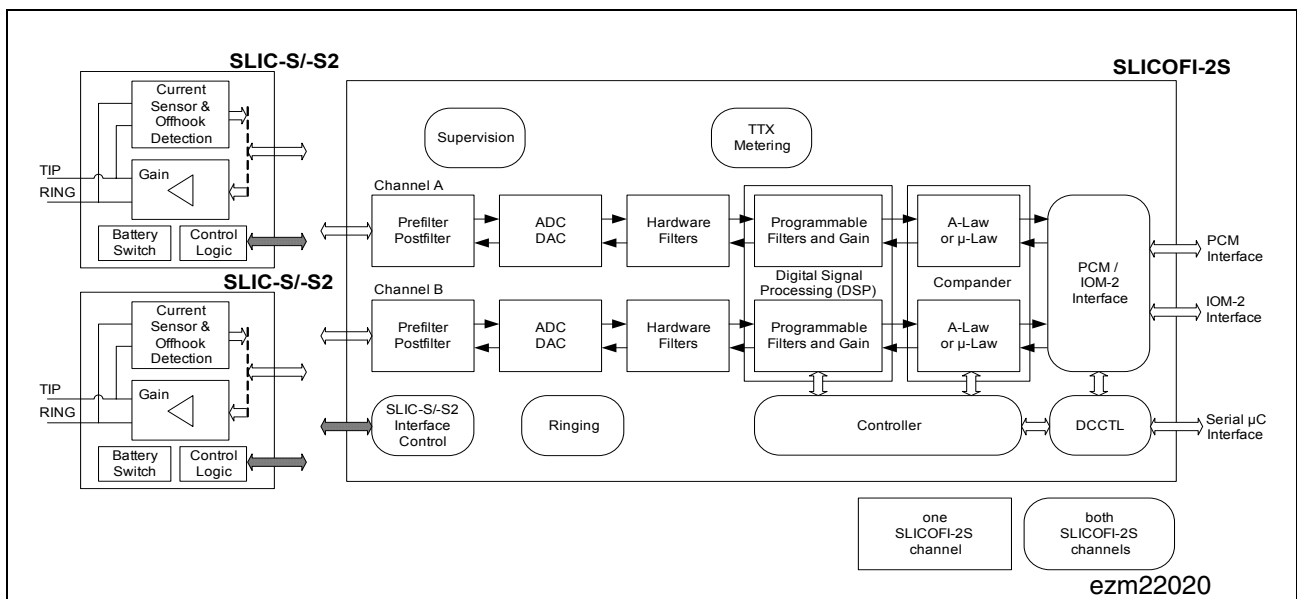 SLIC-S/-S2
Current
Sensor &
Offhook
Detection
TIP
RING
Gain
Battery
Switch
Control
Logic
SLIC-S/-S2
Current
Sensor &
Offhook
Detection
TIP
RING
Gain
Battery
Switch
Control
Logic
SLICOFI-2S
Supervision
TTX
Metering
Channel A
Prefilter
Postfilter
ADC
DAC
Hardware
Filters
Programmable
Filters and Gain
A-Law
or µ-Law
Digital Signal
Processing (DSP)
Compander
PCM /
IOM-2
Interface
PCM
Interface
IOM-2
Interface
Channel B
Prefilter
Postfilter
ADC
DAC
Hardware
Filters
Programmable
Filters and Gain
A-Law
or µ-Law
SLIC-S/-S2
Interface
Control
Ringing
Controller
DCCTL
Serial µC
Interface
one
SLICOFI-2S
channel
both
SLICOFI-2S
channels
ezm22020